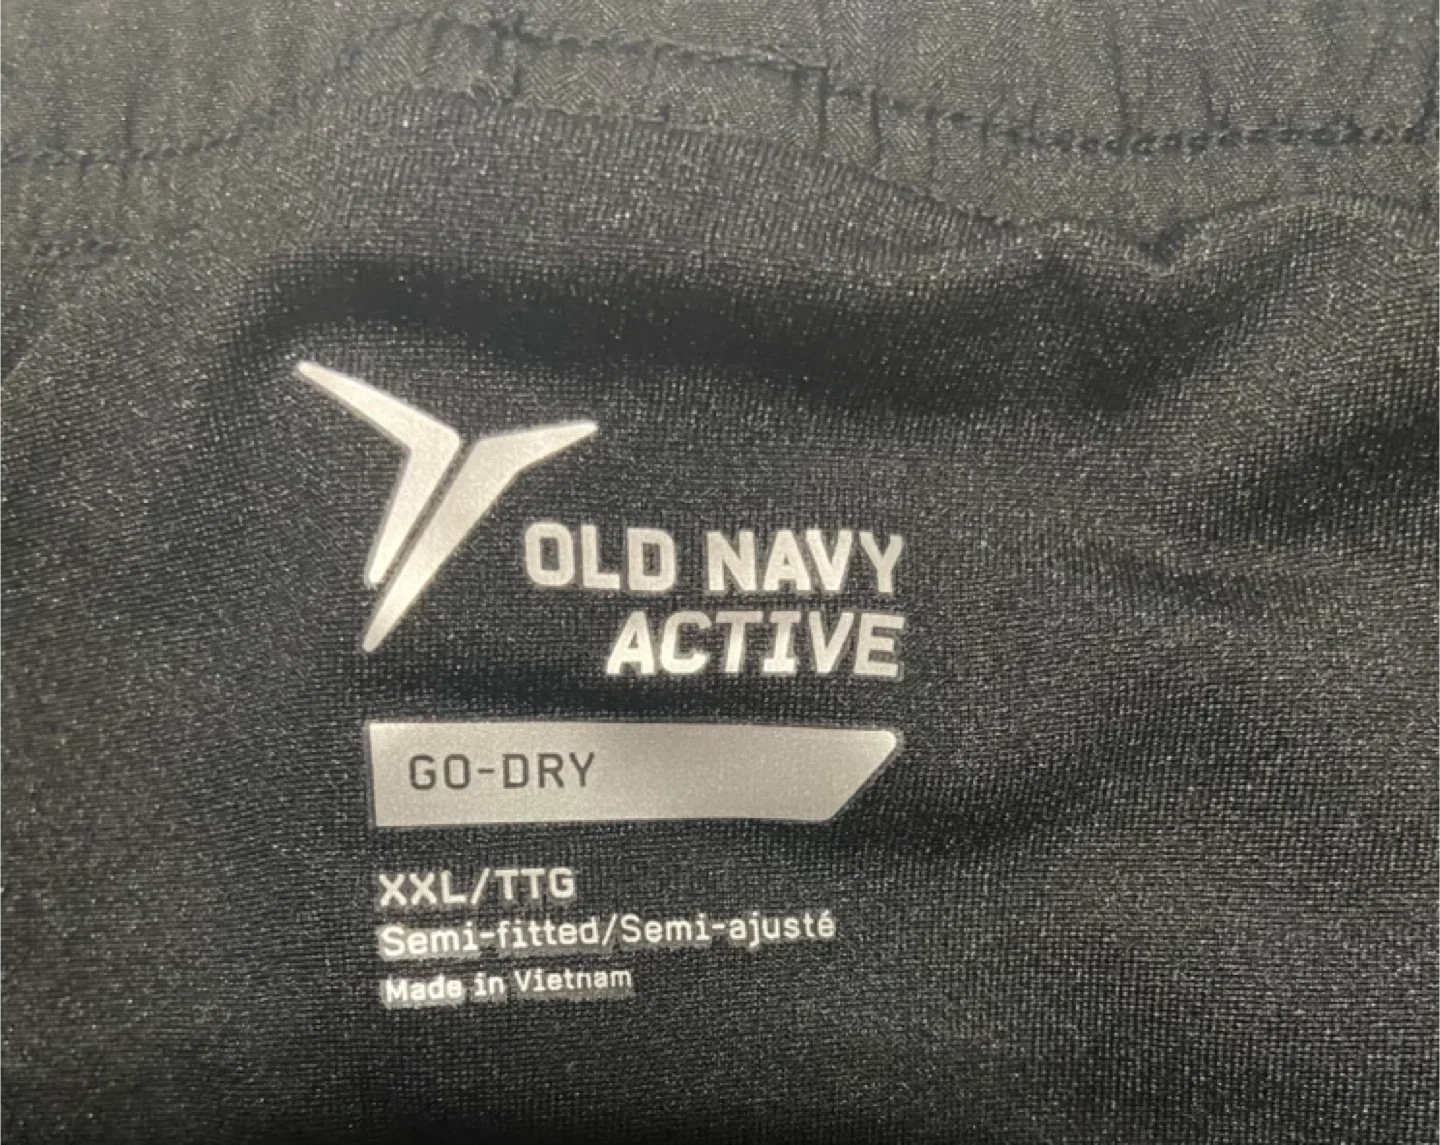 OLD NAVY
ACTIVE
GO-DRY
XXL/TTG
Semi-fitted/Semi-ajusté
Made in Vietnam